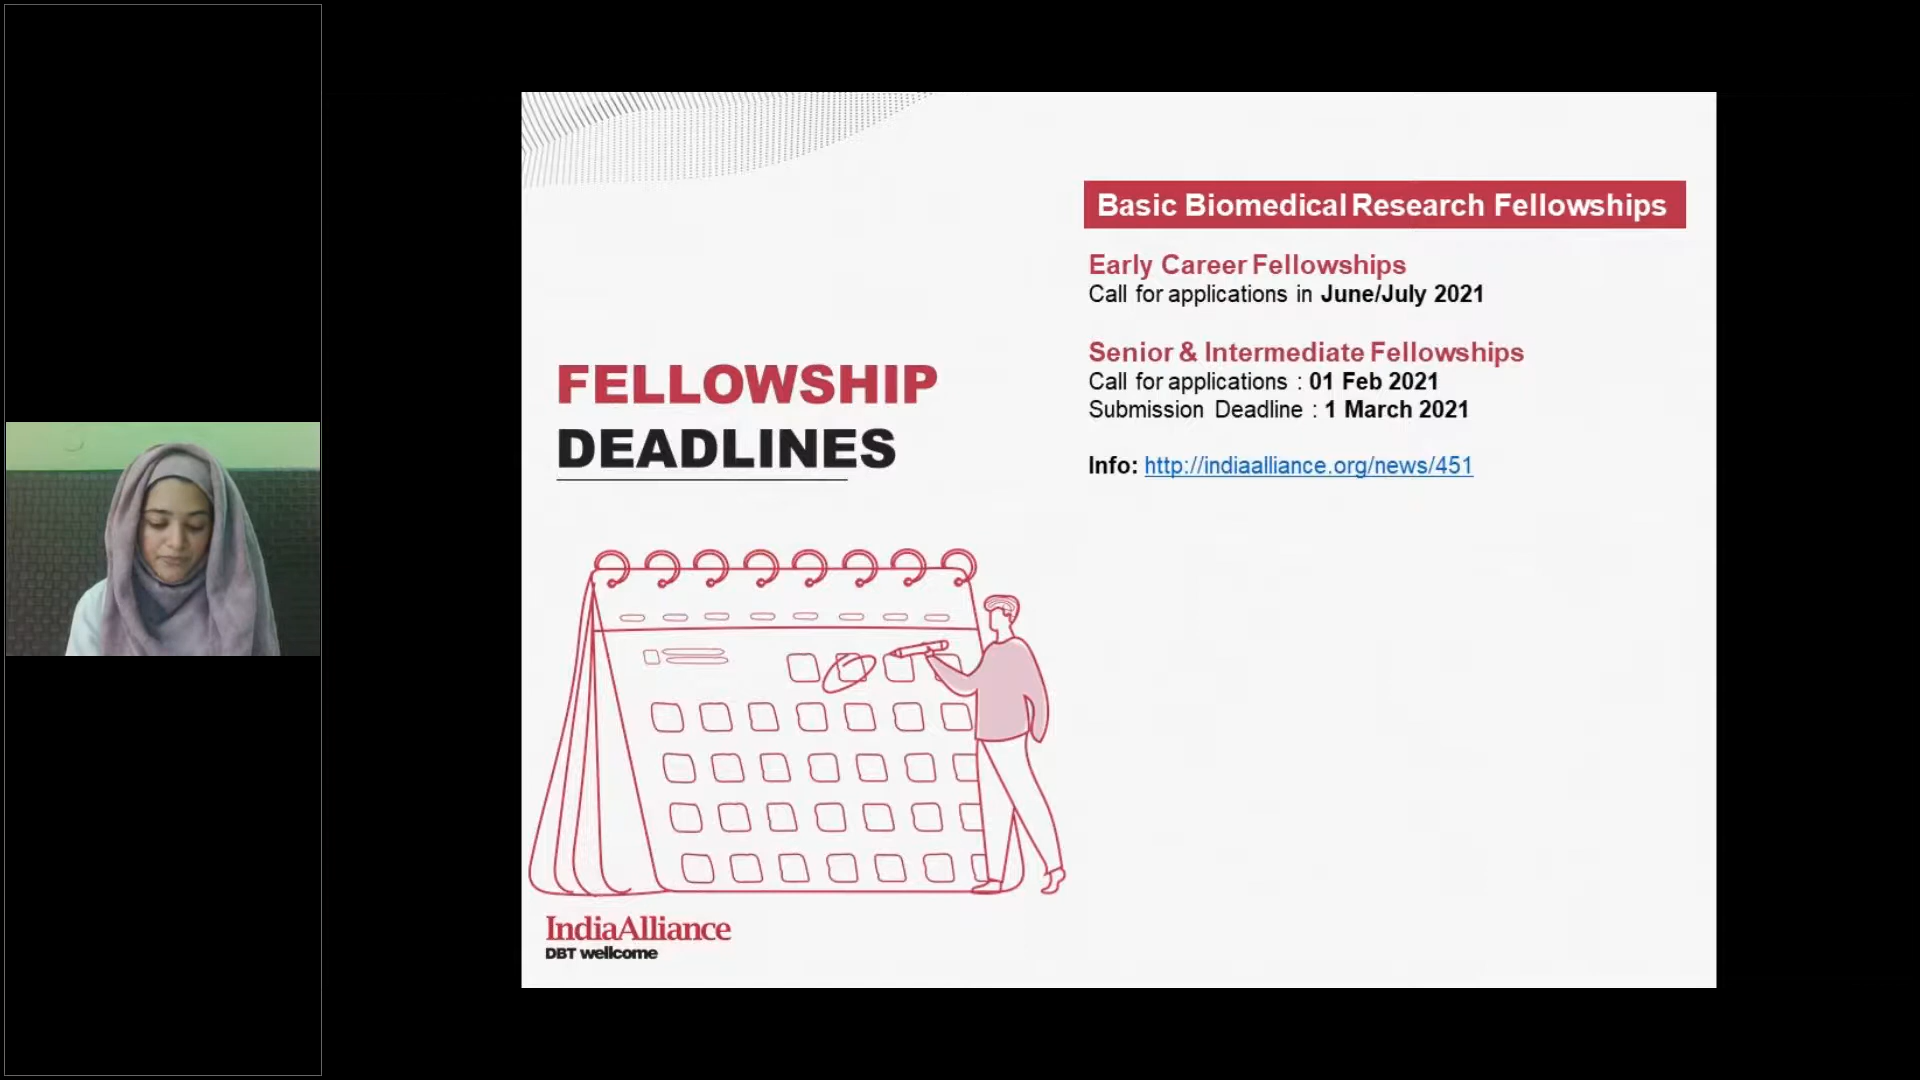 FELLOWSHIP
DEADLINES
IndiaAlliance
DBT wellcome
Basic Biomedical Research Fellowships
Early Career Fellowships
Call for applications in June/July 2021
Senior & Intermediate Fellowships
Call for applications : 01 Feb 2021
Submission Deadline : 1 March 2021
Info: http://indiaalliance.org/news/451